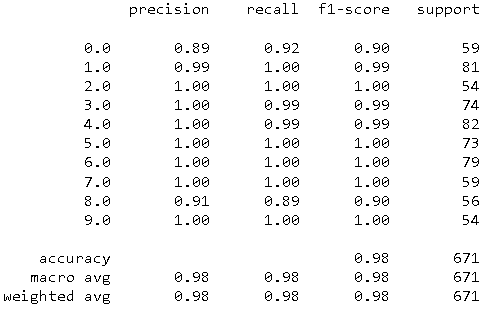 precision recall f1-score support
0.0 0.89 0.92 0.90 59
1.0 0.99 1.00 0.99 81
2.0 1.00 1.00 1.00 54
3.0 1.00 0.99 0.99 74
4.0 1.00 0.99 0.99 82
5.0 1.00 1.00 1.00 73
6.0 1.00 1.00 1.00 79
7.0 1.00 1.00 1.00 59
8.0 0.91 0.89 0.90 56
9.0 1.00 1.00 1.00 54
accuracy 0.98 671
macro avg 0.98 0.98 0.98 671
weighted avg 0.98 0.98 0.98 671